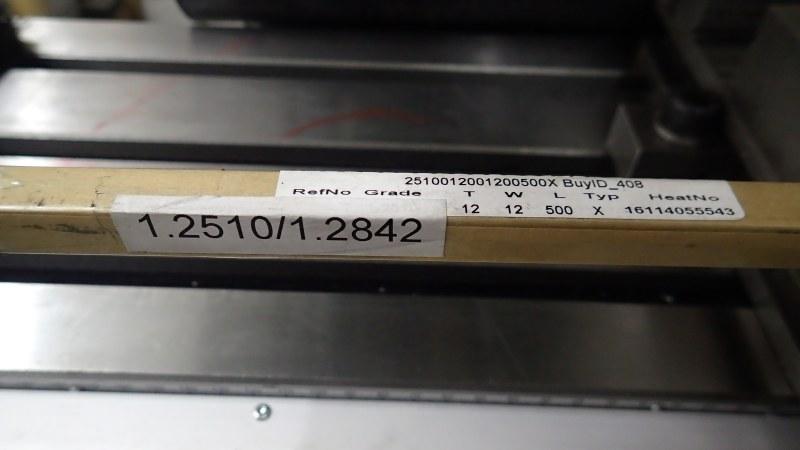 2510012001200500X BuyID_408
RefNo Grade T W L Typ HeatNo
12 12 500 X 16114055543
1.2510/1.2842